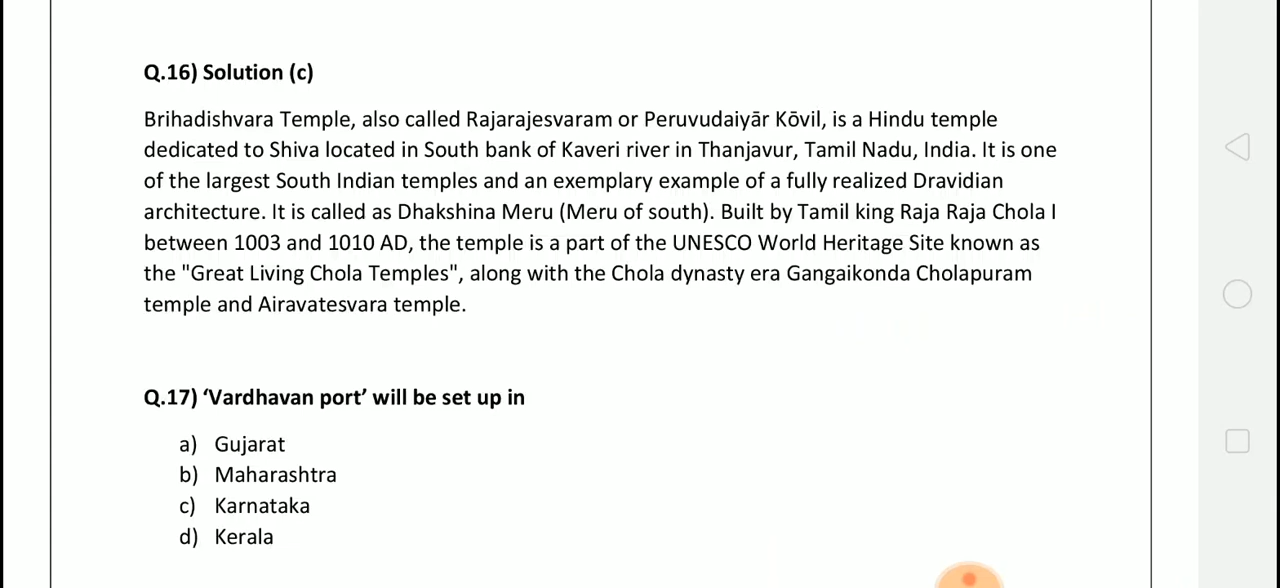 Q.16) Solution (c)
Brihadishvara Temple, also called Rajarajesvaram or Peruvudaiyār Kōvil, is a Hindu temple
dedicated to Shiva located in South bank of Kaveri river in Thanjavur, Tamil Nadu, India. It is one
of the largest South Indian temples and an exemplary example of a fully realized Dravidian
architecture. It is called as Dhakshina Meru (Meru of south). Built by Tamil king Raja Raja Chola I
between 1003 and 1010 AD, the temple is a part of the UNESCO World Heritage Site known as
the "Great Living Chola Temples", along with the Chola dynasty era Gangaikonda Cholapuram
temple and Airavatesvara temple.
Q.17) ‘Vardhavan port’ will be set up in
a) Gujarat
b) Maharashtra
c) Karnataka
d) Kerala